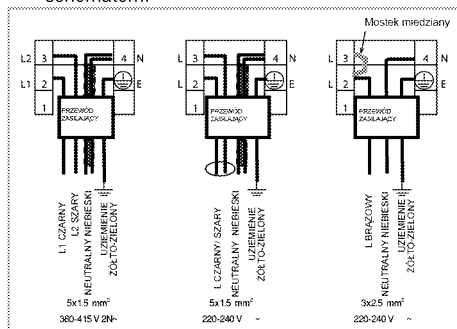 schematem.
Mostek miedziany
L2 3 4 N
L1 2 E
1
PRZEWÓD
ZASILAJĄCY
L1 CZARNY
L2 SZARY
NEUTRALNY NIEBIESKI
UZIEMIENIE
ŻÓŁTO-ZIELONY
5x1.5 mm²
380-415 V 2N~
L 3 4 N
L 2 E
1
PRZEWÓD
ZASILAJĄCY
L CZARNY/ SZARY
NEUTRALNY NIEBIESKI
UZIEMIENIE
ŻÓŁTO-ZIELONY
5x1.5 mm²
220-240 V ~
L 3 4 N
L 2 E
1
PRZEWÓD
ZASILAJĄCY
L BRĄZOWY
NEUTRALNY NIEBIESKI
UZIEMIENIE
ŻÓŁTO-ZIELONY
3x2.5 mm²
220-240 V ~